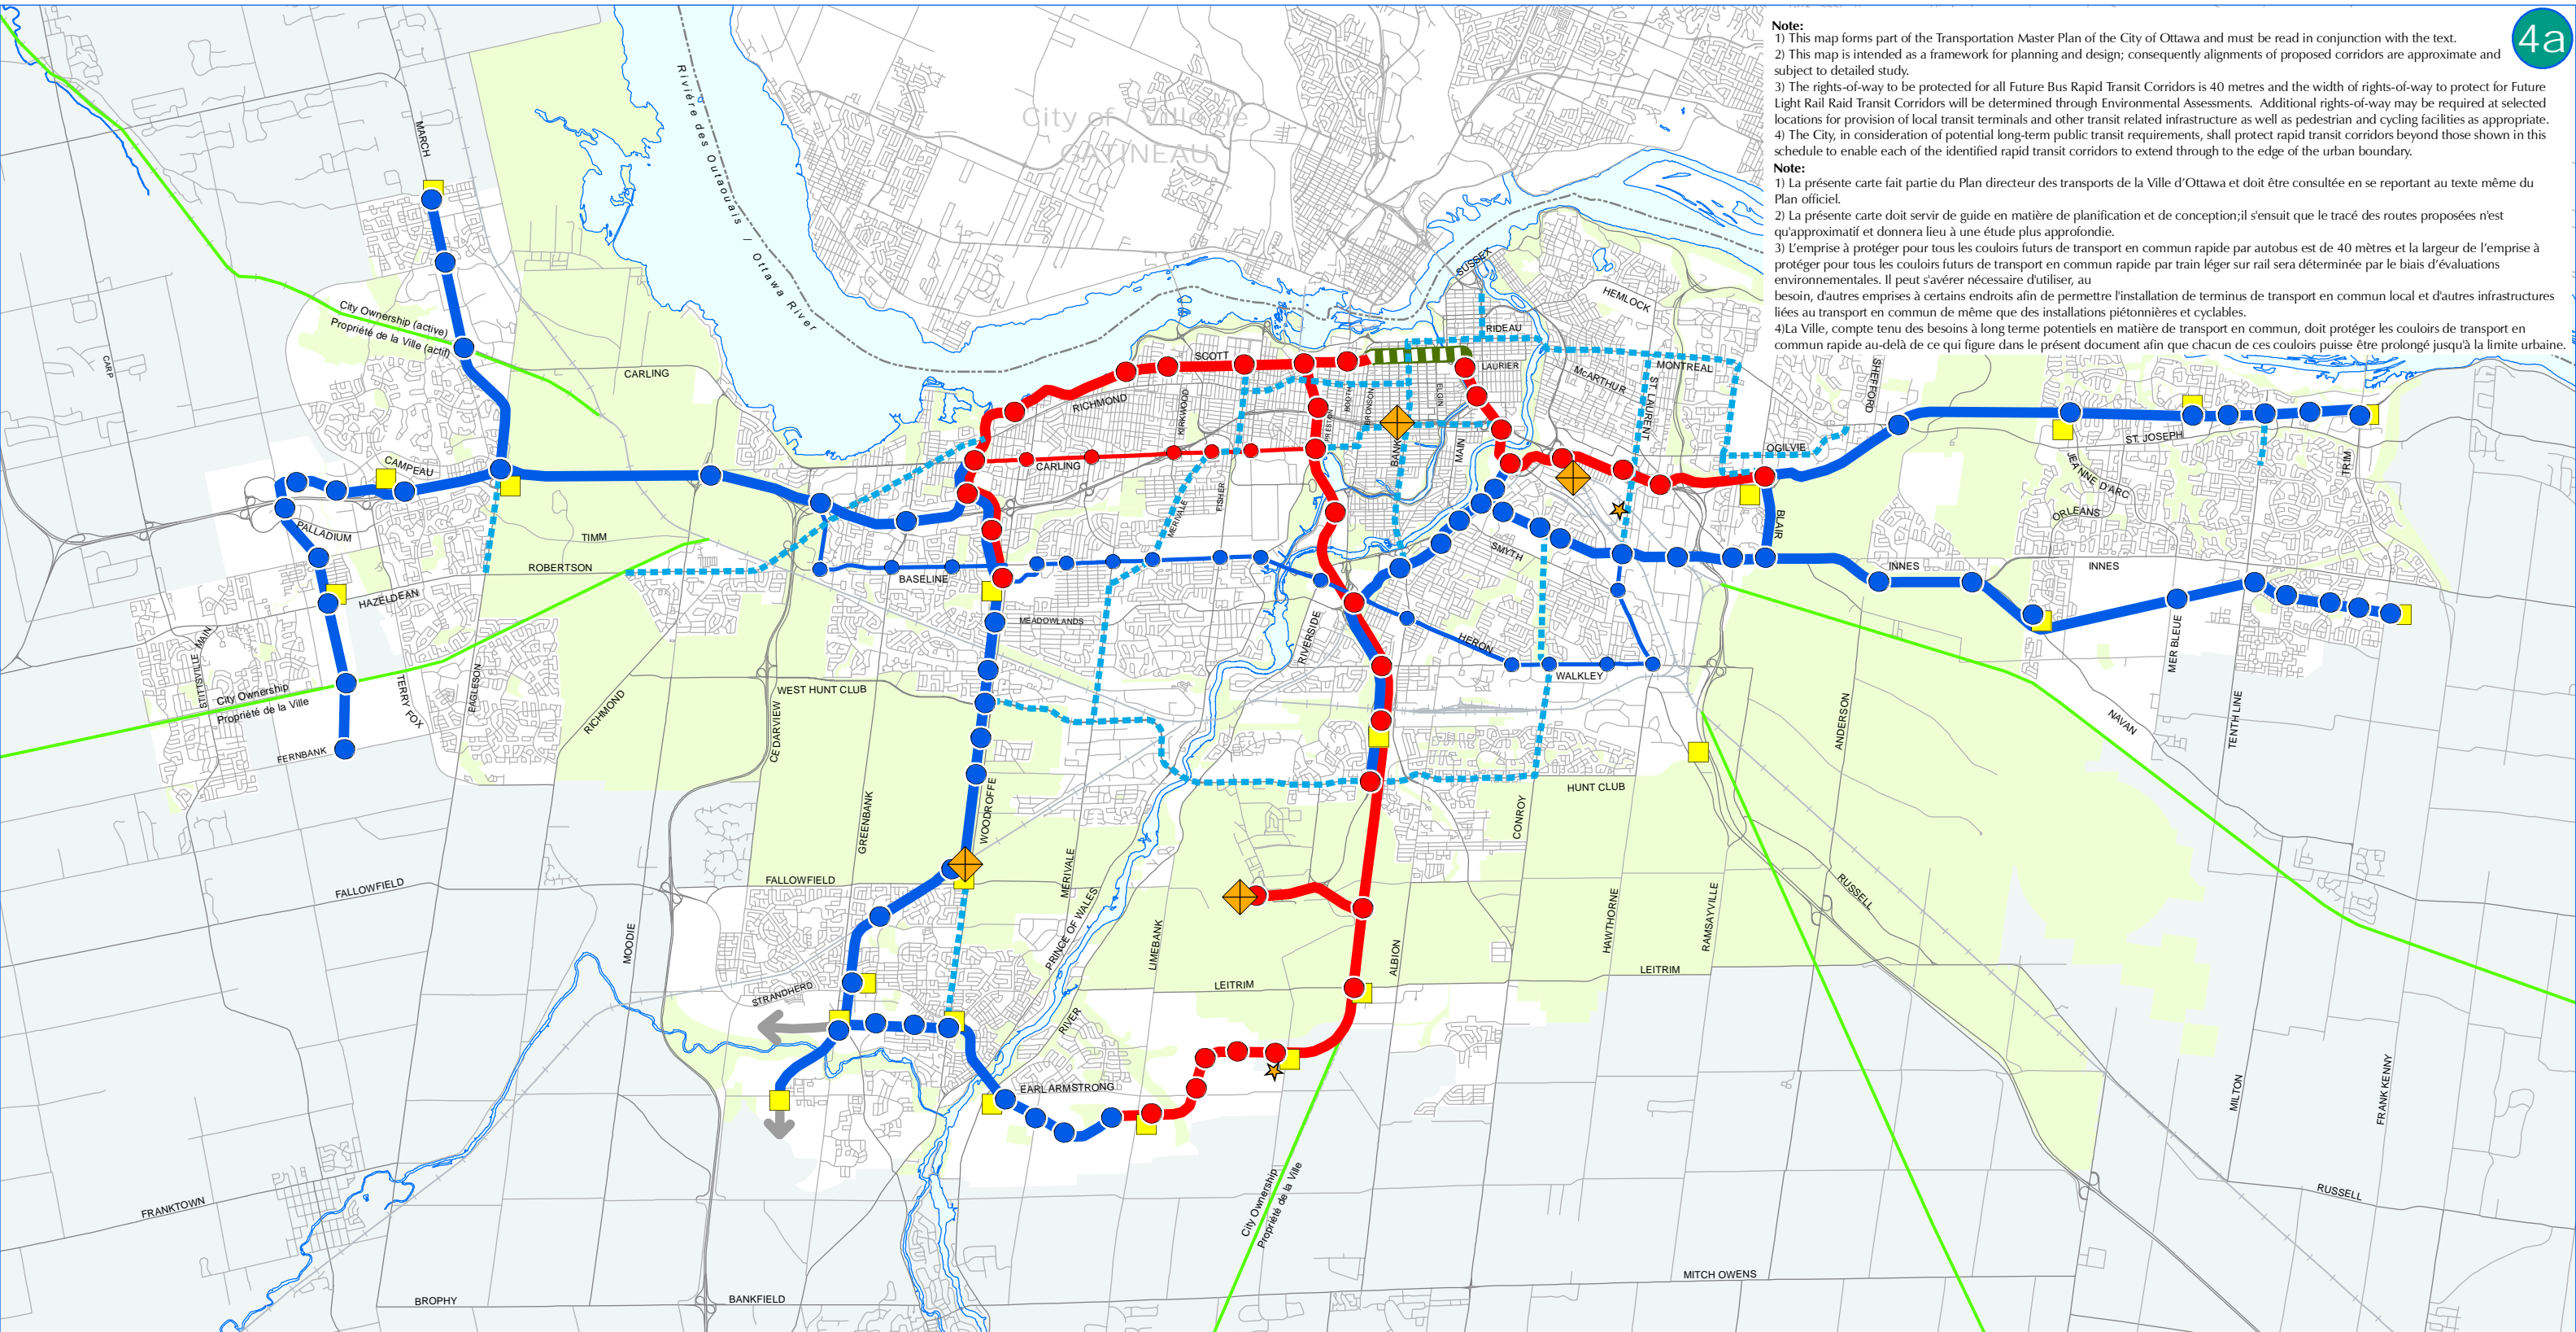 4a
Note:
1) This map forms part of the Transportation Master Plan of the City of Ottawa and must be read in conjunction with the text.
2) This map is intended as a framework for planning and design; consequently alignments of proposed corridors are approximate and
subject to detailed study.
3) The rights-of-way to be protected for all Future Bus Rapid Transit Corridors is 40 metres and the width of rights-of-way to protect for Future
Light Rail Raid Transit Corridors will be determined through Environmental Assessments. Additional rights-of-way may be required at selected
locations for provision of local transit terminals and other transit related infrastructure as well as pedestrian and cycling facilities as appropriate.
4) The City, in consideration of potential long-term public transit requirements, shall protect rapid transit corridors beyond those shown in this
schedule to enable each of the identified rapid transit corridors to extend through to the edge of the urban boundary.
Note:
1) La présente carte fait partie du Plan directeur des transports de la Ville d'Ottawa et doit être consultée en se reportant au texte même du
Plan officiel.
2) La présente carte doit servir de guide en matière de planification et de conception;il s'ensuit que le tracé des routes proposées n'est
qu'approximatif et donnera lieu à une étude plus approfondie.
3) L'emprise à protéger pour tous les couloirs futurs de transport en commun rapide par autobus est de 40 mètres et la largeur de l'emprise à
protéger pour tous les couloirs futurs de transport en commun rapide par train léger sur rail sera déterminée par le biais d'évaluations
environnementales. Il peut s'avérer nécessaire d'utiliser, au
besoin, d'autres emprises à certains endroits afin de permettre l'installation de terminus de transport en commun local et d'autres infrastructures
liées au transport en commun de même que des installations piétonnières et cyclables.
4)La Ville, compte tenu des besoins à long terme potentiels en matière de transport en commun, doit protéger les couloirs de transport en
commun rapide au-delà de ce qui figure dans le présent document afin que chacun de ces couloirs puisse être prolongé jusqu'à la limite urbaine.
City of / Ville de
GATINEAU
Rivière des Outaouais / Ottawa River
MARCH
City Ownership (active)
Propriété de la Ville (actif)
CARP
CARLING
SUSSEX
HEMLOCK
RIDEAU
SCOTT
LAURIER
McARTHUR
MONTREAL
ST. LAURENT
SHEFFORD
RICHMOND
KIRKWOOD
PRESTON
BOOTH
BRONSON
ELGIN
BANK
MAIN
OGILVIE
ST. JOSEPH
JEANNE D'ARC
TRIM
CAMPEAU
CARLING
FISHER
MERIVALE
BLAIR
ORLEANS
PALLADIUM
TIMM
ROBERTSON
BASELINE
SMYTH
INNES
INNES
HAZELDEAN
MEADOWLANDS
RIVERSIDE
HERON
WALKLEY
MAIN
STITTSVILLE
City Ownership
Propriété de la Ville
TERRY FOX
EAGLESON
RICHMOND
WEST HUNT CLUB
CEDARVIEW
MER BLEUE
ANDERSON
TENTH LINE
NAVAN
FERNBANK
HUNT CLUB
GREENBANK
WOODROFFE
CONROY
FALLOWFIELD
FALLOWFIELD
MERIVALE
PRINCE OF WALES
LIMEBANK
ALBION
HAWTHORNE
RAMSAYVILLE
RUSSELL
MOODIE
STRANDHERD
LEITRIM
LEITRIM
RIVER
EARL ARMSTRONG
MILTON
FRANK KENNY
City Ownership
Propriété de la Ville
FRANKTOWN
RUSSELL
MITCH OWENS
BROPHY
BANKFIELD